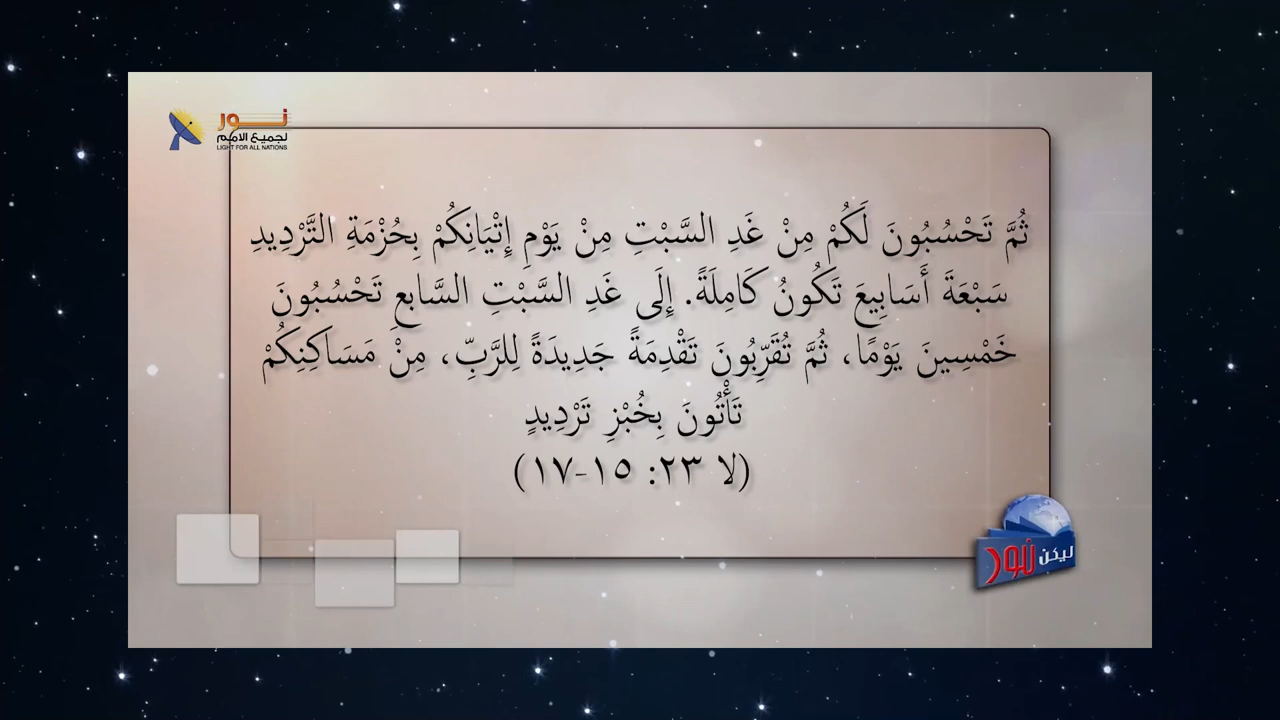 نور
لجميع الامم
LIGHT FOR ALL NATIONS
ثُمَّ تَحْسُبُونَ لَكُمْ مِنْ غَدِ السَّبْتِ مِنْ يَوْمِ إِتْيَانِكُمْ بِحُزْمَةِ التَّرْدِيدِ
سَبْعَةَ أَسَابِيعَ تَكُونُ كَامِلَةً. إِلَى غَدِ السَّبْتِ السَّابعِ تَحْسُبُونَ
خَمْسِينَ يَوْمًا، ثُمَّ تُقَرِّبُونَ تَقْدِمَةً جَدِيدَةً لِلرَّبِّ، مِنْ مَسَاكِنِكُمْ
تَأْتُونَ بِخُبْزِ تَرْدِيدٍ
(لا ٢٣: ١٥-١٧)
ليكن نور